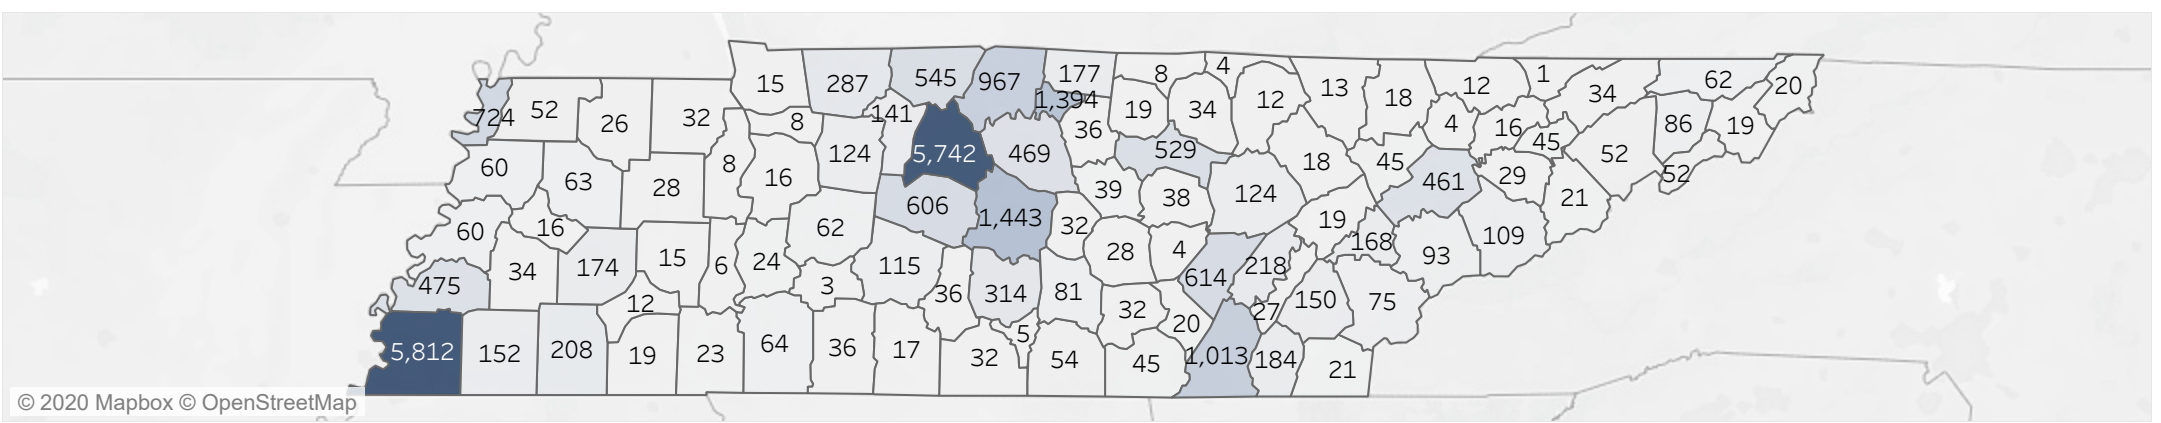 15 287 545 967 177 8 4 12 13 18 12 1 34 62 20
724 52 26 32 8 141 1,394 19 34 4 16 45 86 19
5,742 469 36 529
60 63 28 8 16 124 39 38 124 18 45 461 29 21 52 52
60 16 62 606 1,443 32 28 4 19 168 93 109
475 34 174 15 6 24 3 115 36 314 81 614 218 150 75
12 5 32 20 27
5,812 152 208 19 23 64 36 17 32 54 45 1,013 184 21
© 2020 Mapbox © OpenStreetMap